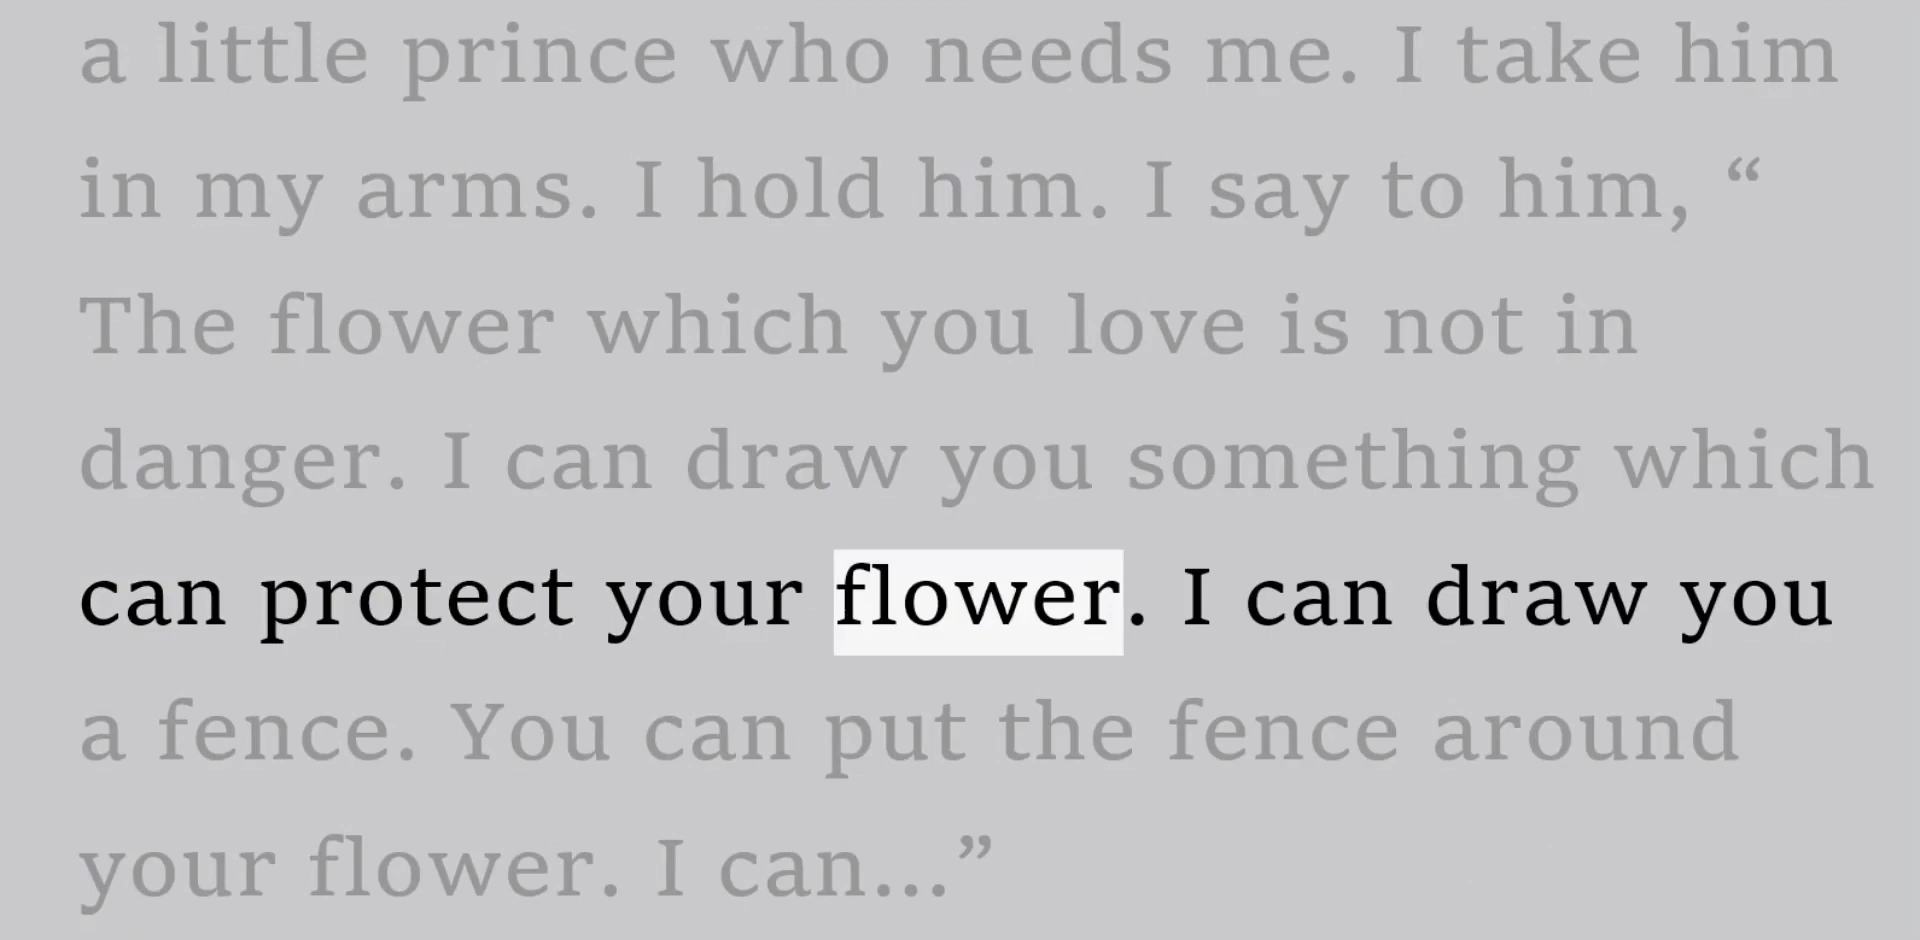 a little prince who needs me. I take him
in my arms. I hold him. I say to him, “
The flower which you love is not in
danger. I can draw you something which
can protect your flower. I can draw you
a fence. You can put the fence around
your flower. I can...”